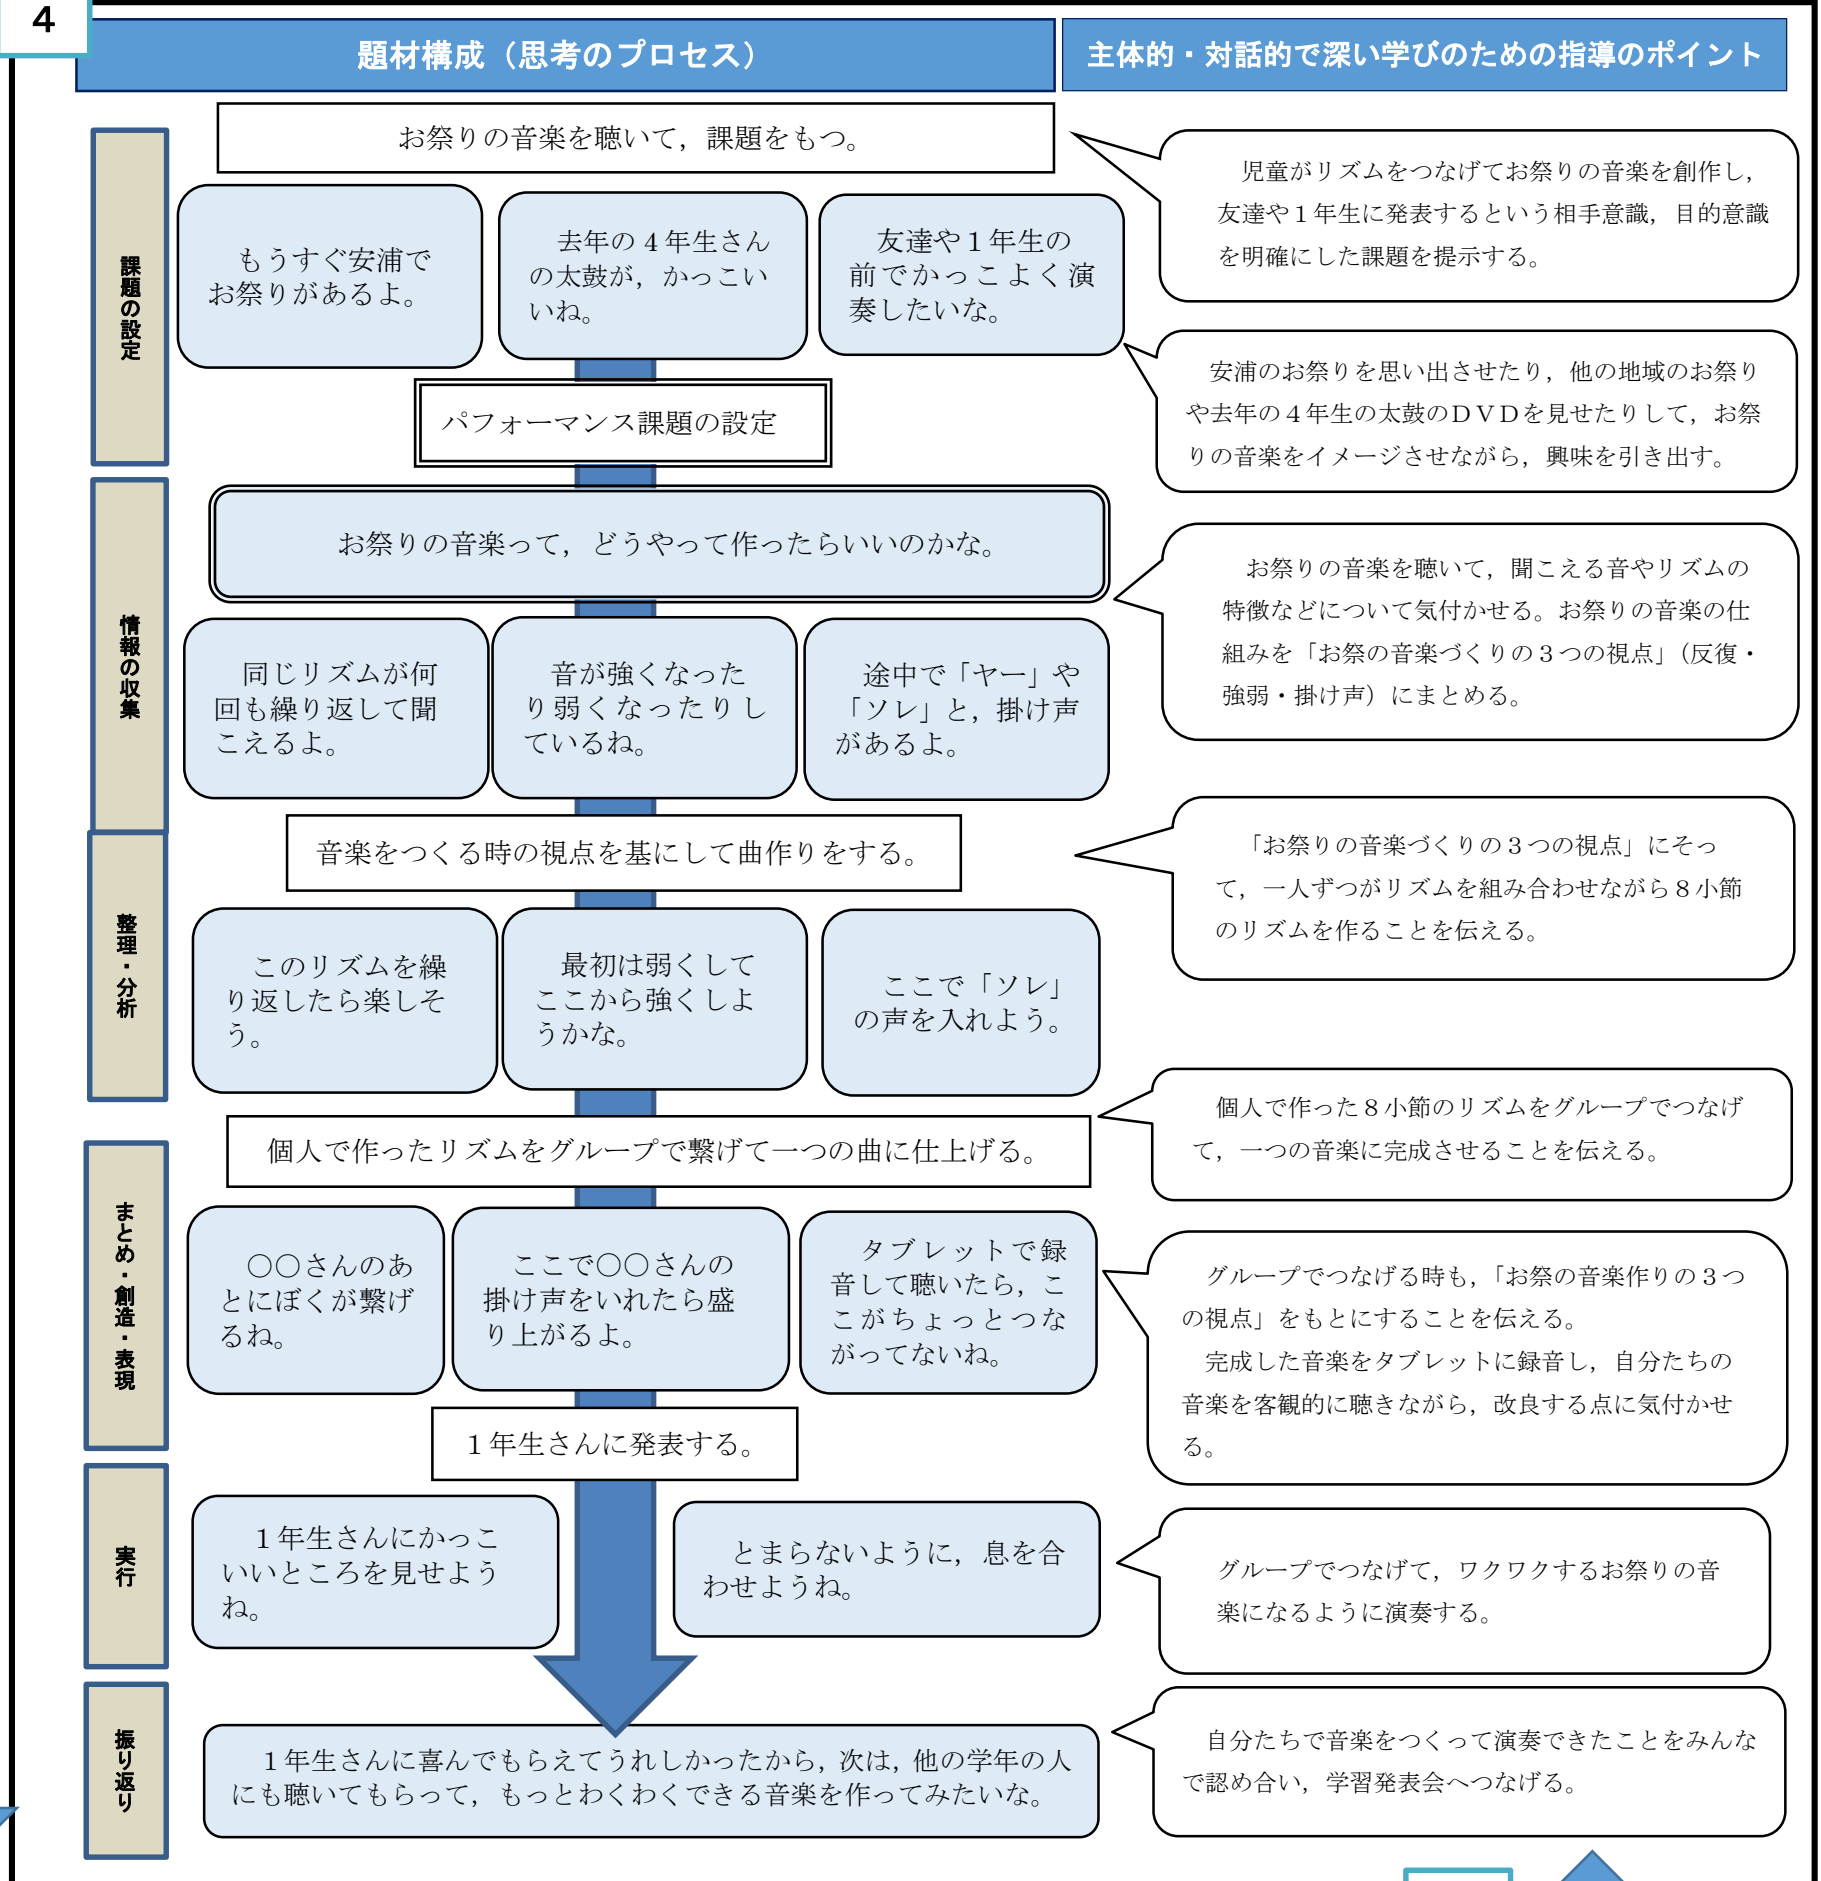 4
題材構成（思考のプロセス）
主体的・対話的で深い学びのための指導のポイント
課題の設定
お祭りの音楽を聴いて，課題をもつ。
もうすぐ安浦で
お祭りがあるよ。
去年の４年生さん
の太鼓が，かっこい
いね。
友達や１年生の
前でかっこよく演
奏したいな。
パフォーマンス課題の設定
児童がリズムをつなげてお祭りの音楽を創作し，
友達や１年生に発表するという相手意識，目的意識
を明確にした課題を提示する。
安浦のお祭りを思い出させたり，他の地域のお祭り
や去年の４年生の太鼓のＤＶＤを見せたりして，お祭
りの音楽をイメージさせながら，興味を引き出す。
情報の収集
お祭りの音楽って，どうやって作ったらいいのかな。
同じリズムが何
回も繰り返して聞
こえるよ。
音が強くなった
り弱くなったりし
ているね。
途中で「ヤー」や
「ソレ」と，掛け声
があるよ。
お祭りの音楽を聴いて，聞こえる音やリズムの
特徴などについて気付かせる。お祭りの音楽の仕
組みを「お祭の音楽づくりの３つの視点」（反復・
強弱・掛け声）にまとめる。
整理・分析
音楽をつくる時の視点を基にして曲作りをする。
このリズムを繰
り返したら楽しそ
う。
最初は弱くして
ここから強くしよ
うかな。
ここで「ソレ」
の声を入れよう。
「お祭りの音楽づくりの３つの視点」にそっ
て，一人ずつがリズムを組み合わせながら８小節
のリズムを作ることを伝える。
まとめ・創造・表現
個人で作ったリズムをグループで繋げて一つの曲に仕上げる。
〇〇さんのあ
とにぼくが繋げ
るね。
ここで〇〇さんの
掛け声をいれたら盛
り上がるよ。
タブレットで録
音して聴いたら，こ
こがちょっとつな
がってないね。
個人で作った８小節のリズムをグループでつなげ
て，一つの音楽に完成させることを伝える。
グループでつなげる時も，「お祭の音楽作りの３つ
の視点」をもとにすることを伝える。
完成した音楽をタブレットに録音し，自分たちの
音楽を客観的に聴きながら，改良する点に気付かせ
る。
１年生さんに発表する。
実行
１年生さんにかっこ
いいところを見せよう
ね。
とまらないように，息を合
わせようね。
グループでつなげて，ワクワクするお祭りの音
楽になるように演奏する。
振り返り
１年生さんに喜んでもらえてうれしかったから，次は，他の学年の人
にも聴いてもらって，もっとわくわくできる音楽を作ってみたいな。
自分たちで音楽をつくって演奏できたことをみんな
で認め合い，学習発表会へつなげる。